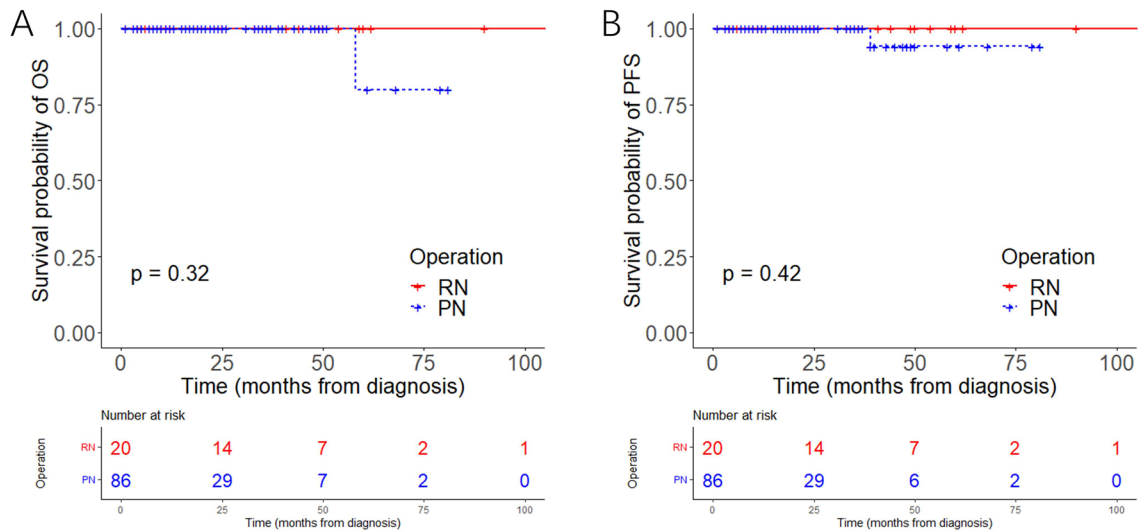 A
Survival probability of OS
1.00
0.75
0.50
0.25
0.00
p = 0.32
Operation
RN
PN
0 25 50 75 100
Time (months from diagnosis)
Number at risk
Operation
RN 20 14 7 2 1
PN 86 29 7 2 0
0 25 50 75 100
Time (months from diagnosis)
B
Survival probability of PFS
1.00
0.75
0.50
0.25
0.00
p = 0.42
Operation
RN
PN
0 25 50 75 100
Time (months from diagnosis)
Number at risk
Operation
RN 20 14 7 2 1
PN 86 29 6 2 0
0 25 50 75 100
Time (months from diagnosis)